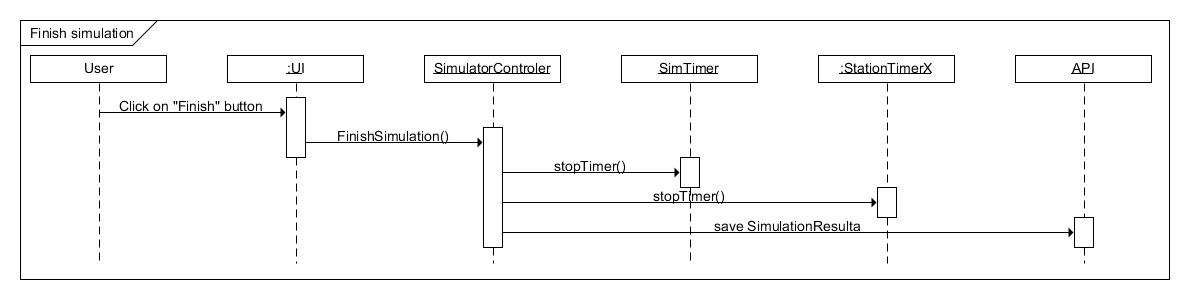 Finish simulation
User
:UI
SimulatorControler
SimTimer
:StationTimerX
API
Click on "Finish" button
FinishSimulation()
stopTimer()
stopTimer()
save SimulationResulta